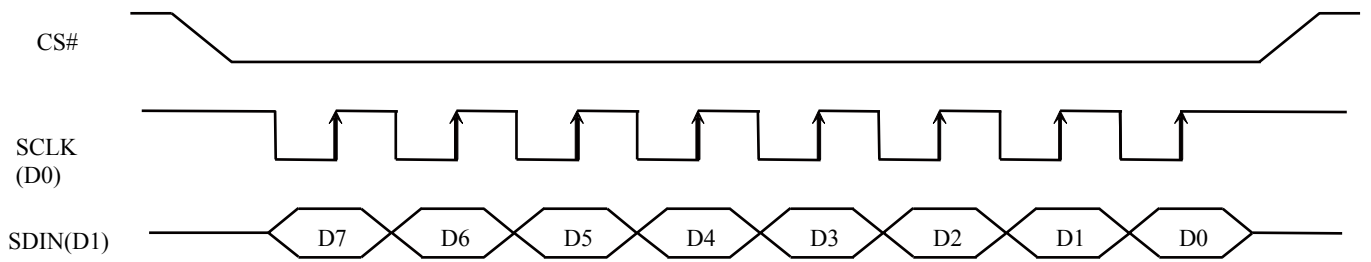 CS#
SCLK
(D0)
SDIN(D1)
D7 D6 D5 D4 D3 D2 D1 D0